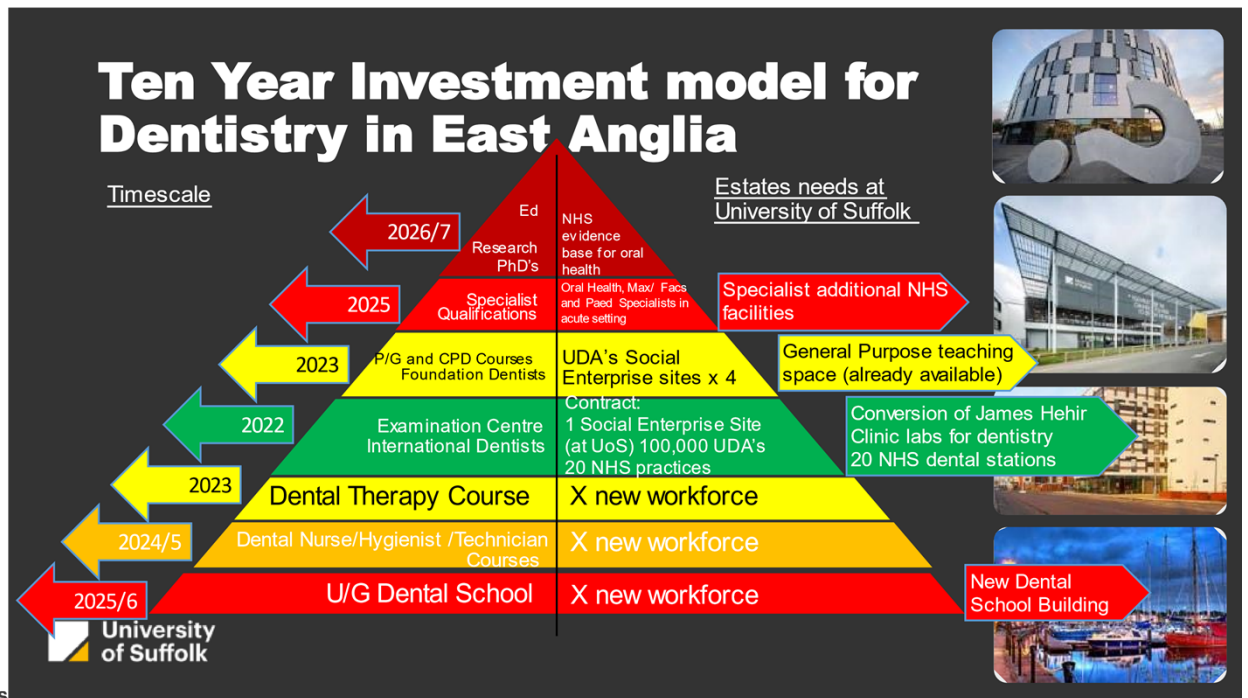 Ten Year Investment model for
Dentistry in East Anglia
Timescale
Estates needs at
University of Suffolk
2026/7
Ed
Research
PhD's
NHS
evidence
base for oral
health
2025
Specialist
Qualifications
Oral Health, Max/ Facs
and Paed Specialists in
acute setting
Specialist additional NHS
facilities
2023
P/G and CPD Courses
Foundation Dentists
UDA's Social
Enterprise sites x 4
General Purpose teaching
space (already available)
2022
Examination Centre
International Dentists
Contract:
1 Social Enterprise Site
(at UoS) 100,000 UDA's
20 NHS practices
Conversion of James Hehir
Clinic labs for dentistry
20 NHS dental stations
2023
Dental Therapy Course
X new workforce
2024/5
Dental Nurse/Hygienist /Technician
Courses
X new workforce
2025/6
U/G Dental School
X new workforce
New Dental
School Building
University
of Suffolk
s